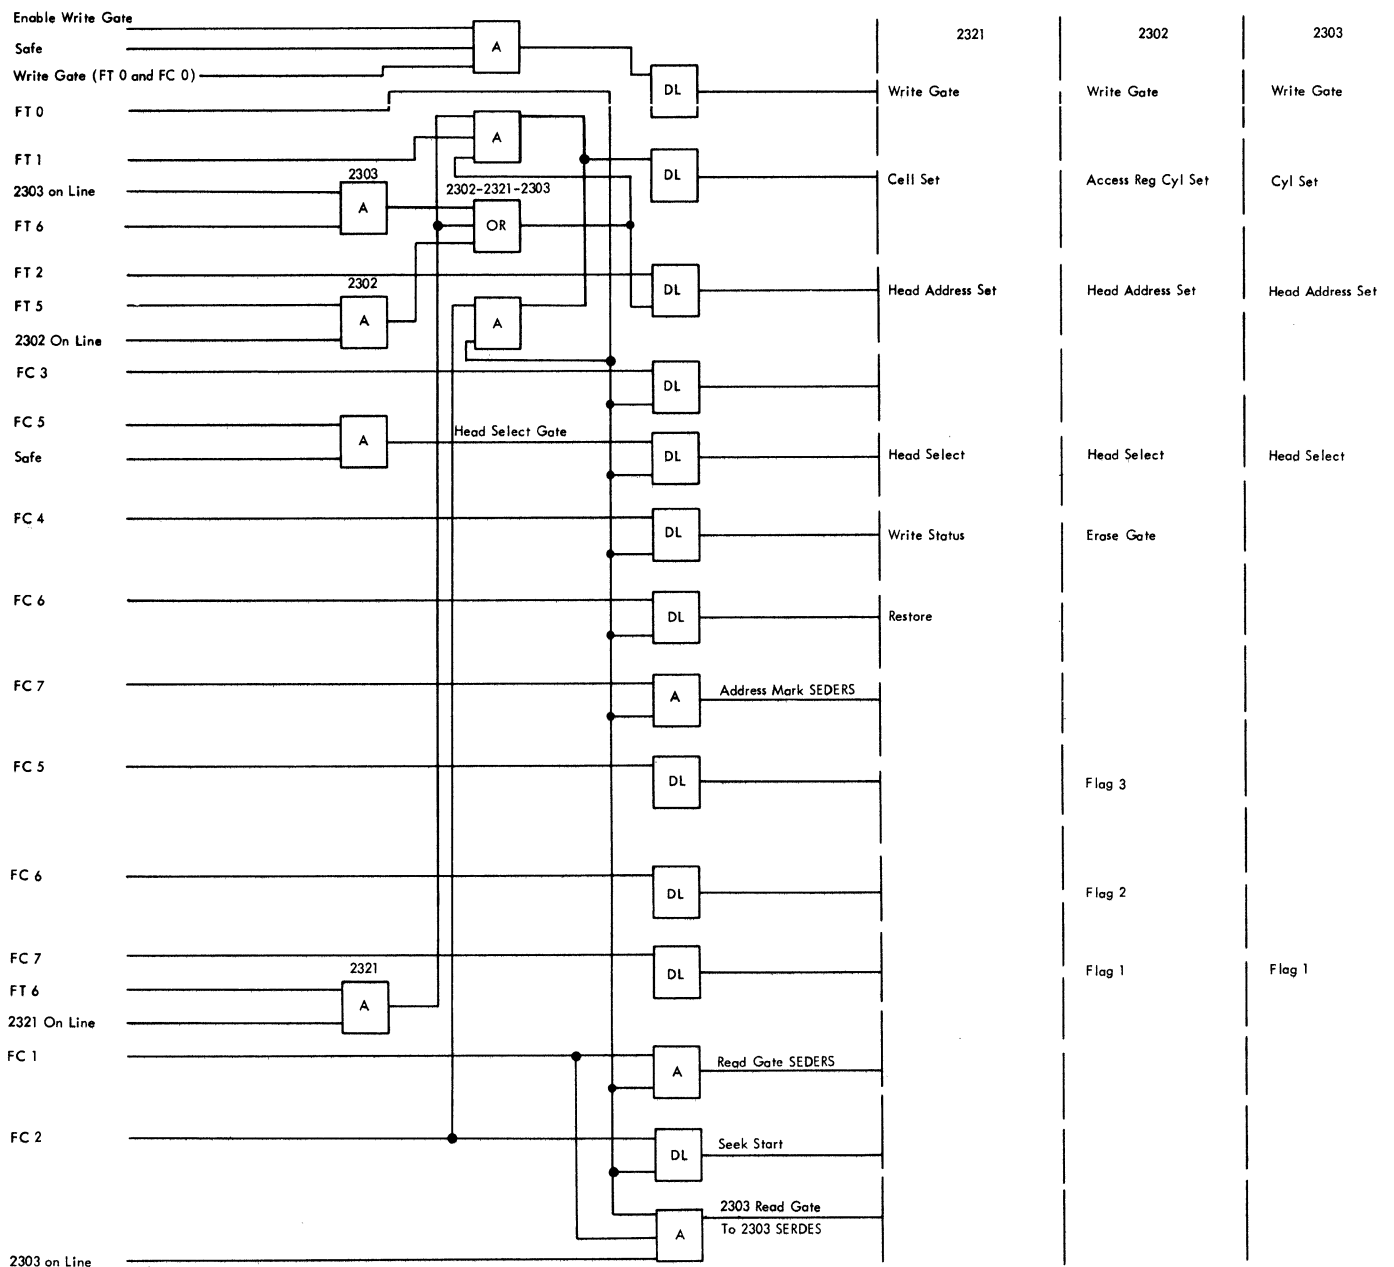 Enable Write Gate
Safe
Write Gate (FT 0 and FC 0)
FT 0
FT 1
2303 on Line
FT 6
FT 2
FT 5
2302 On Line
FC 3
FC 5
Safe
FC 4
FC 6
FC 7
FC 5
FC 6
FC 7
FT 6
2321 On Line
FC 1
FC 2
2303 on Line
A
A
2303
A
2302-2321-2303
OR
2302
A
A
A
Head Select Gate
2321
A
DL
DL
DL
DL
DL
DL
DL
A
Address Mark SEDERS
DL
DL
DL
A
Read Gate SEDERS
DL
Seek Start
A
2303 Read Gate
To 2303 SERDES
2321
Write Gate
Cell Set
Head Address Set
Head Select
Write Status
Restore
2302
Write Gate
Access Reg Cyl Set
Head Address Set
Head Select
Erase Gate
Flag 3
Flag 2
Flag 1
2303
Write Gate
Cyl Set
Head Address Set
Head Select
Flag 1